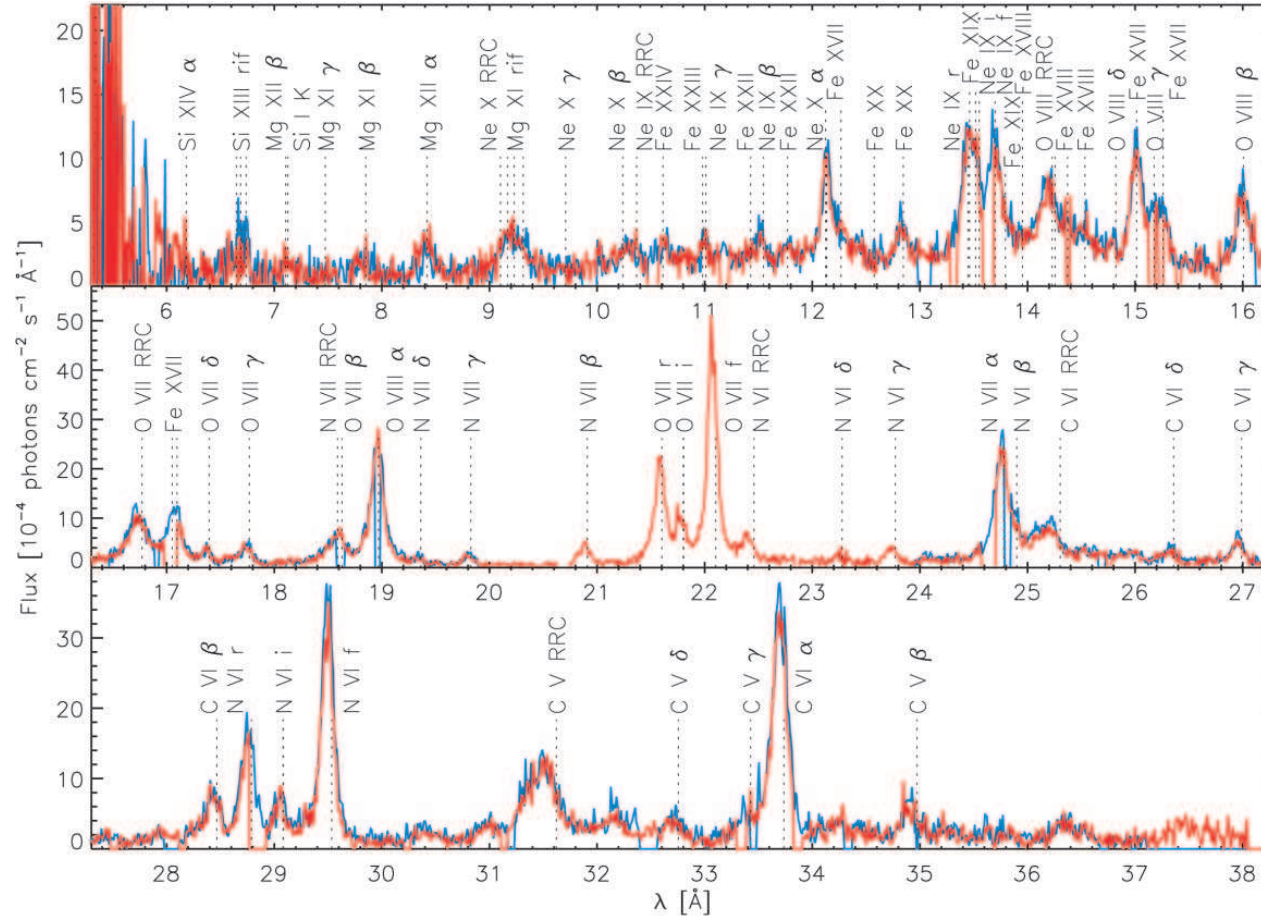 Flux [10⁻⁴ photons cm⁻² s⁻¹ Å⁻¹]
20
15
10
5
0
Si XIV α
Si XIII rif
Mg XII β
Si I K
Mg XI γ
Mg XI β
Mg XII α
Ne X RRC
Mg XI rif
Ne X γ
Ne X β
Ne IX RRC
Fe XXIV
Fe XXIII
Ne IX γ
Fe XXII
Ne IX β
Fe XXII
Ne X α
Fe XVII
Fe XX
Fe XX
Ne IX r
Fe XIX
Ne IX i
Fe XIX
Ne IX f
Fe XVIII
O VIII RRC
Fe XVIII
Fe XVIII
O VIII δ
Fe XVII
O VIII γ
Fe XVII
O VIII β
6 7 8 9 10 11 12 13 14 15 16
50
40
30
20
10
0
O VII RRC
Fe XVII
O VII δ
O VII γ
N VII RRC
O VII β
O VIII α
N VII δ
N VII γ
N VII β
O VII r
O VII i
O VII f
N VI RRC
N VI δ
N VI γ
N VII α
N VI β
C VI RRC
C VI δ
C VI γ
17 18 19 20 21 22 23 24 25 26 27
30
20
10
0
C VI β
N VI r
N VI i
N VI f
C V RRC
C V δ
C V γ
C VI α
C V β
28 29 30 31 32 33 34 35 36 37 38
λ [Å]